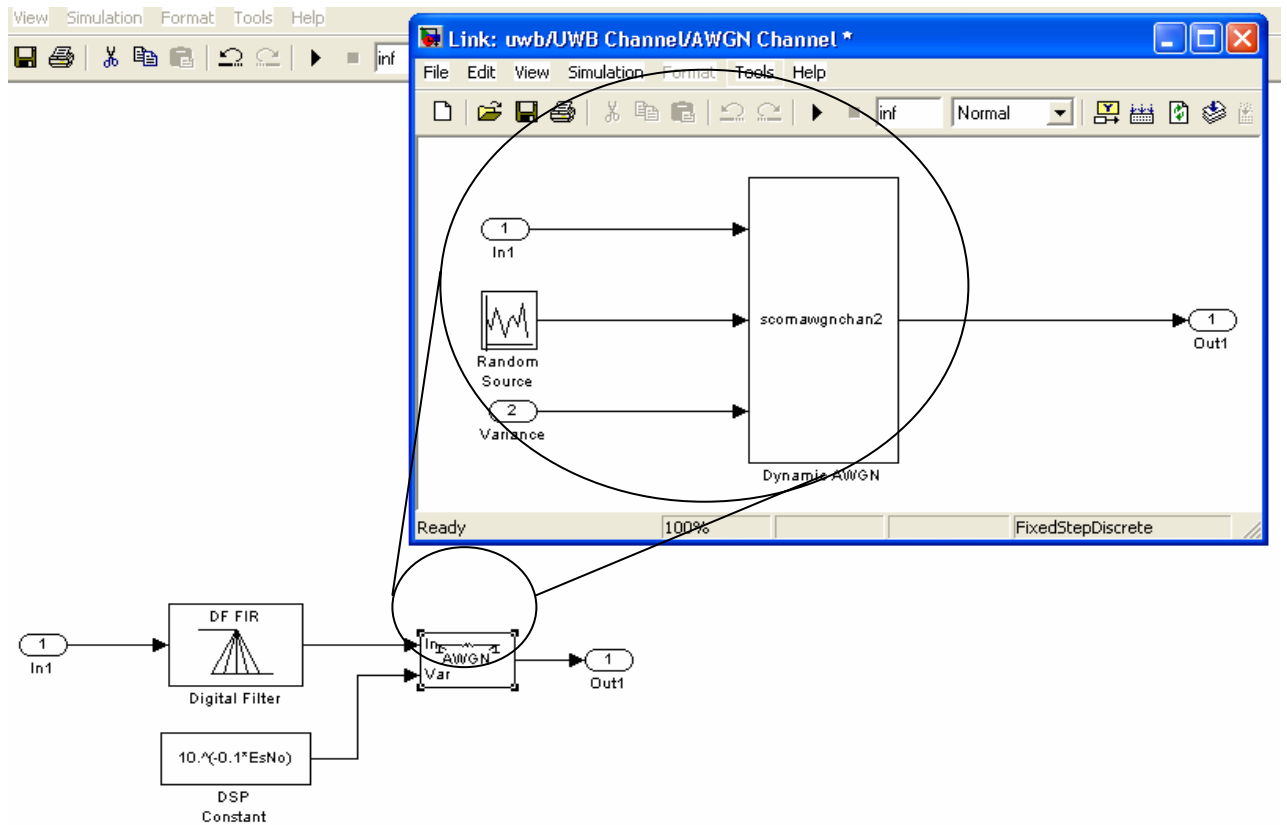 View Simulation Format Tools Help
inf
Link: uwb/UWB Channel/AWGN Channel *
File Edit View Simulation Format Tools Help
inf Normal
1
In1
Random
Source
2
Variance
scomawgnchan2
Dynamic AWGN
1
Out1
Ready 100% FixedStepDiscrete
1
In1
DF FIR
Digital Filter
In
AWGN
Var
1
Out1
10.^(-0.1*EsNo)
DSP
Constant